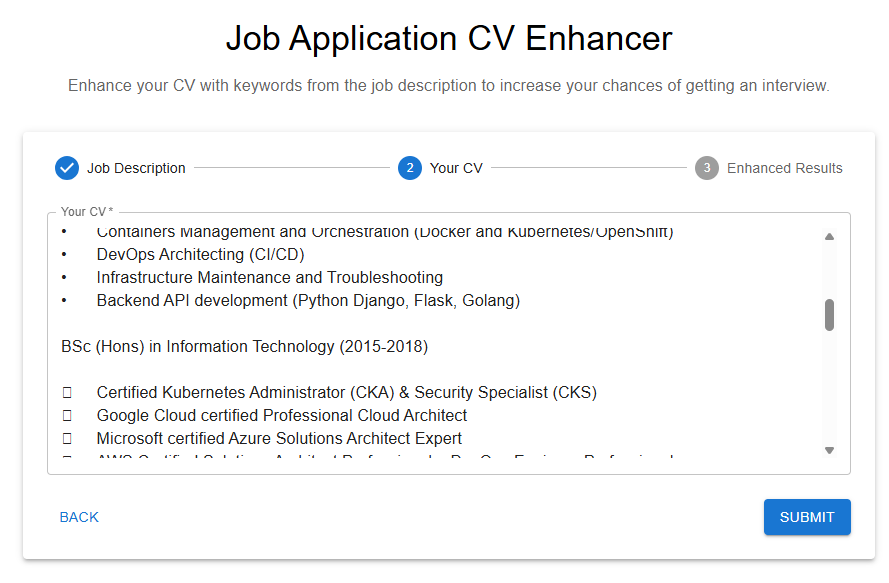 Job Application CV Enhancer
Enhance your CV with keywords from the job description to increase your chances of getting an interview.
Job Description
2 Your CV
3 Enhanced Results
Your CV *
• Containers Management and Orchestration (Docker and Kubernetes/OpenShift)
• DevOps Architecting (CI/CD)
• Infrastructure Maintenance and Troubleshooting
• Backend API development (Python Django, Flask, Golang)
BSc (Hons) in Information Technology (2015-2018)
▯ Certified Kubernetes Administrator (CKA) & Security Specialist (CKS)
▯ Google Cloud certified Professional Cloud Architect
▯ Microsoft certified Azure Solutions Architect Expert
BACK
SUBMIT